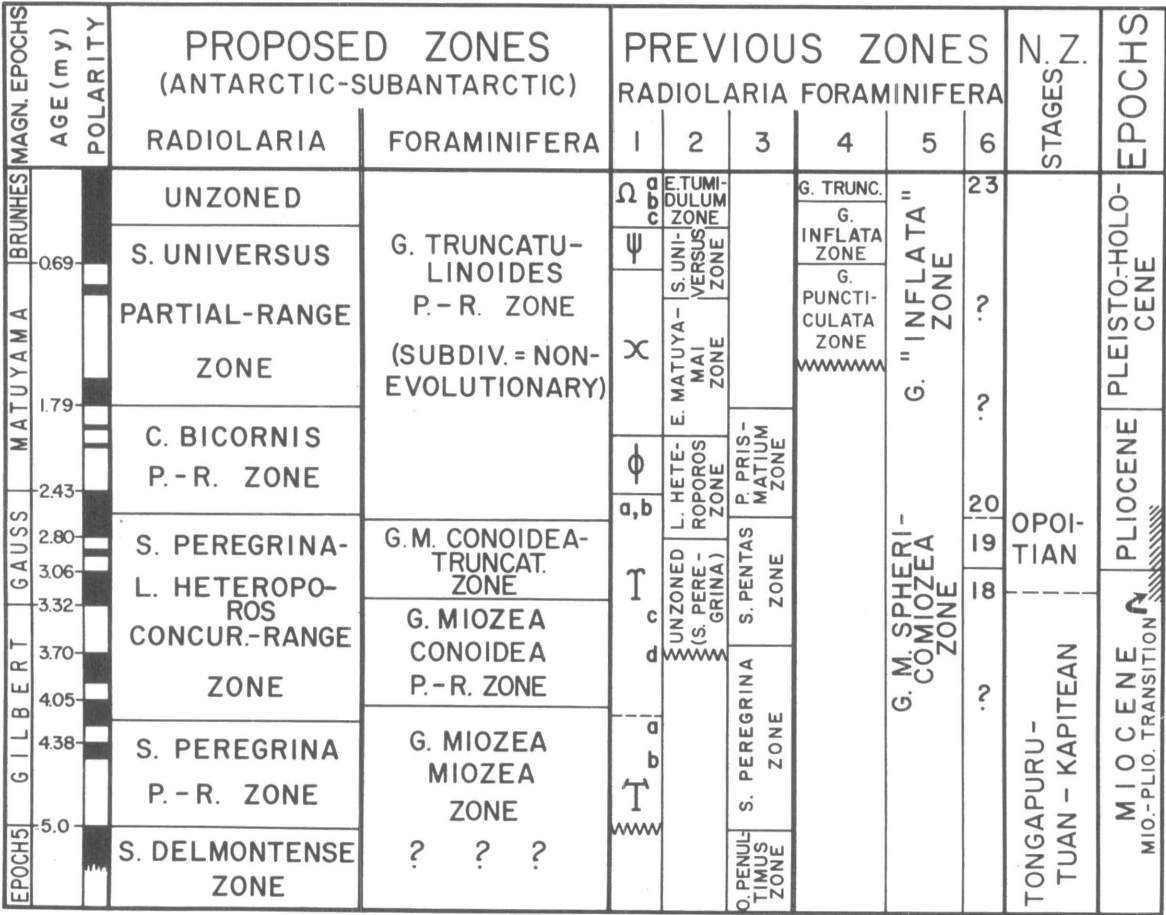 MAGN. EPOCHS
AGE (m y)
POLARITY
PROPOSED ZONES
(ANTARCTIC-SUBANTARCTIC)
RADIOLARIA
FORAMINIFERA
PREVIOUS ZONES
RADIOLARIA FORAMINIFERA
1 2 3 4 5 6
N. Z.
STAGES
EPOCHS
BRUNHES
MATUYAMA
GAUSS
GILBERT
EPOCH5
0.69
1.79
2.43
2.80
3.06
3.32
3.70
4.05
4.38
5.0
UNZONED
S. UNIVERSUS
PARTIAL-RANGE
ZONE
C. BICORNIS
P.-R. ZONE
S. PEREGRINA-
L. HETEROPO-
ROS
CONCUR.-RANGE
ZONE
S. PEREGRINA
P.-R. ZONE
S. DELMONTENSE
ZONE
G. TRUNCATU-
LINOIDES
P.-R. ZONE
(SUBDIV. = NON-
EVOLUTIONARY)
G.M. CONOIDEA-
TRUNCAT.
ZONE
G. MIOZEA
CONOIDEA
P.-R. ZONE
G. MIOZEA
MIOZEA
ZONE
? ? ?
Ω a
b
c
ψ
χ
ϕ
a,b
ϒ
c
d
a
b
T
E.TUMI-
DULUM
ZONE
S. UNI-
VERSUS
ZONE
E. MATUYA-
MAI
ZONE
L. HETE-
ROPOROS
ZONE
UNZONED
(S. PERE-
GRINA)
P. PRIS-
MATIUM
ZONE
S. PENTAS
ZONE
S. PEREGRINA
ZONE
O. PENUL-
TIMUS
ZONE
G. TRUNC.
G.
INFLATA
ZONE
G.
PUNCTI-
CULATA
ZONE
G. "INFLATA"
ZONE
G. M. SPHERI-
COMIOZEA
ZONE
23
?
?
20
19
18
?
OPOI-
TIAN
TONGAPURU-
TUAN - KAPITEAN
PLEISTO-HOLO-
CENE
PLIOCENE
MIOCENE
MIO.-PLIO. TRANSITION